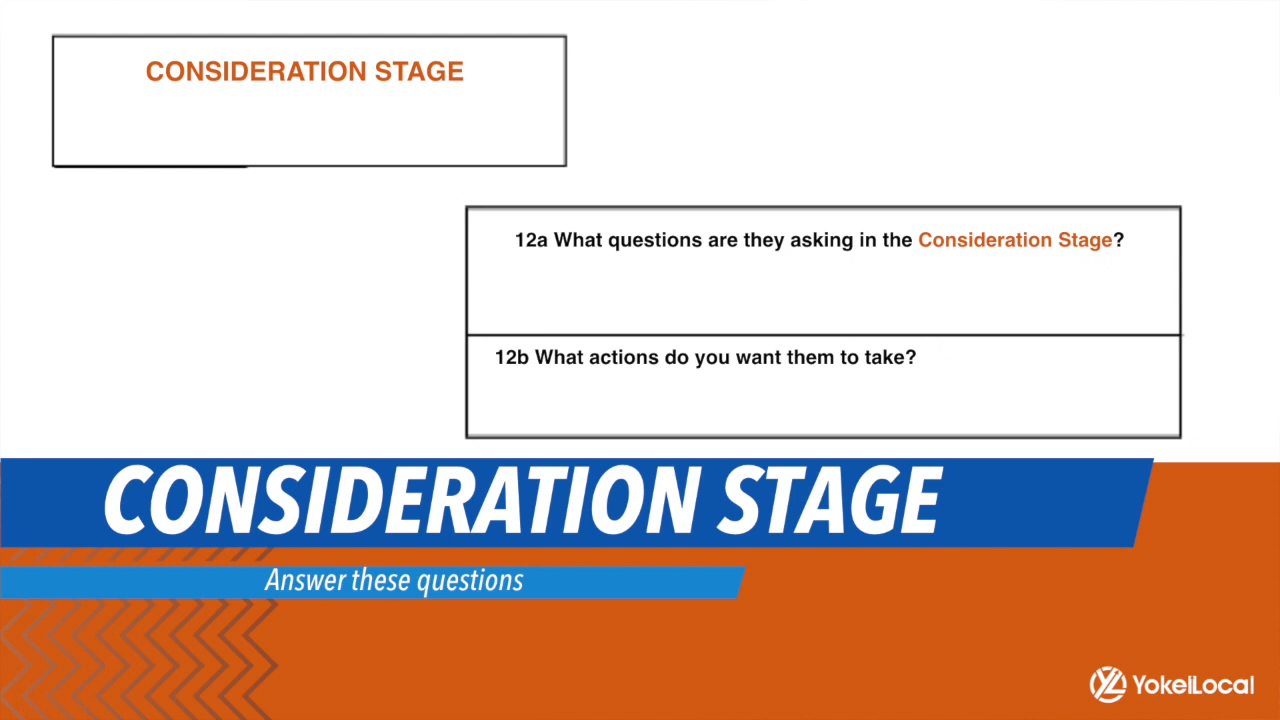 CONSIDERATION STAGE
12a What questions are they asking in the Consideration Stage?
12b What actions do you want them to take?
CONSIDERATION STAGE
Answer these questions
YokelLocal